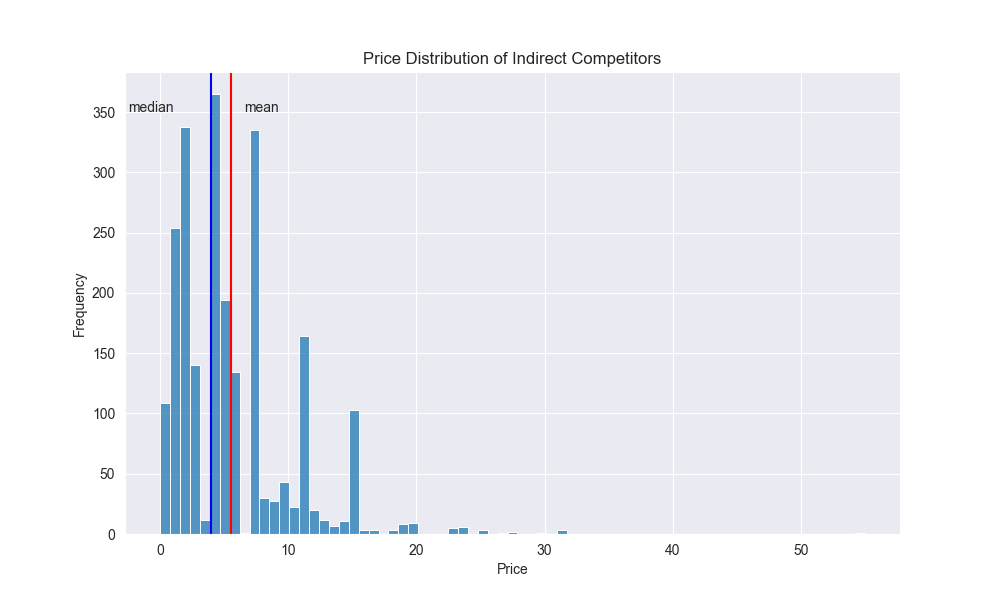 Price Distribution of Indirect Competitors
median
mean
350
300
250
200
150
100
50
0
Frequency
0 10 20 30 40 50
Price